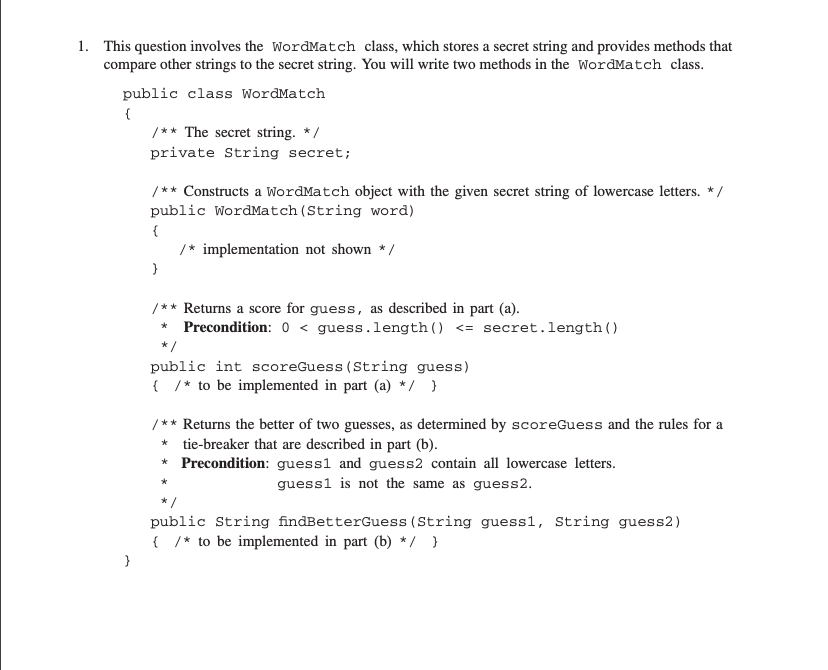 1. This question involves the WordMatch class, which stores a secret string and provides methods that
compare other strings to the secret string. You will write two methods in the WordMatch class.
public class WordMatch
{
/** The secret string. */
private String secret;
/** Constructs a WordMatch object with the given secret string of lowercase letters. */
public WordMatch(String word)
{
/* implementation not shown */
}
/** Returns a score for guess, as described in part (a).
* Precondition: 0 < guess.length() <= secret.length()
*/
public int scoreGuess(String guess)
{ /* to be implemented in part (a) */ }
/** Returns the better of two guesses, as determined by scoreGuess and the rules for a
* tie-breaker that are described in part (b).
* Precondition: guess1 and guess2 contain all lowercase letters.
* guess1 is not the same as guess2.
*/
public String findBetterGuess(String guess1, String guess2)
{ /* to be implemented in part (b) */ }
}